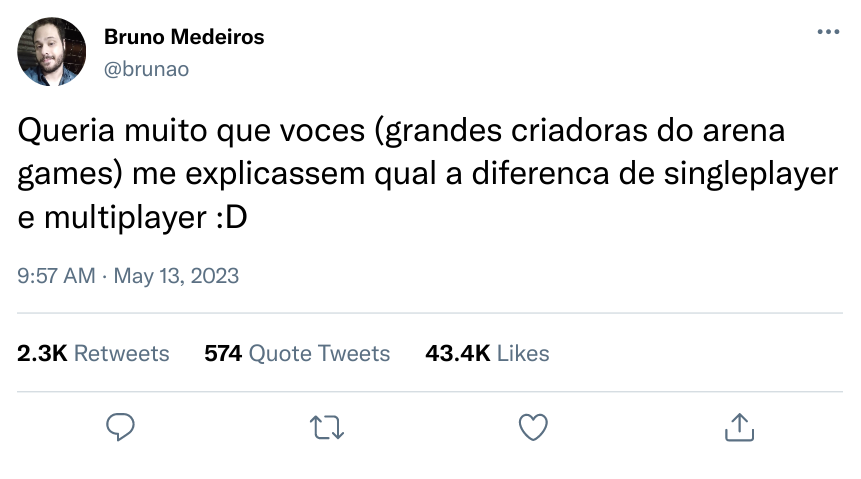 Bruno Medeiros
@brunao
Queria muito que voces (grandes criadoras do arena
games) me explicassem qual a diferenca de singleplayer
e multiplayer :D
9:57 AM · May 13, 2023
2.3K Retweets 574 Quote Tweets 43.4K Likes